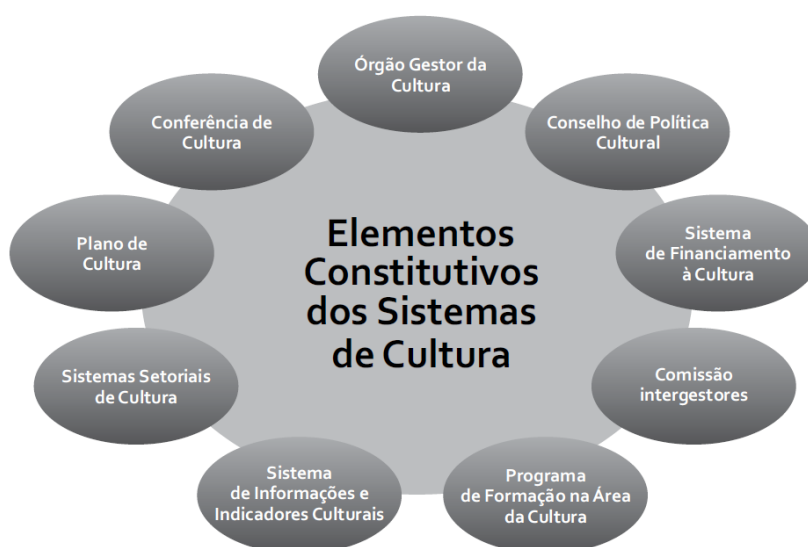 Órgão Gestor da
Cultura
Conferência de
Cultura
Conselho de Política
Cultural
Plano de
Cultura
Elementos
Constitutivos
dos Sistemas
de Cultura
Sistema
de Financiamento
à Cultura
Sistemas Setoriais
de Cultura
Comissão
intergestores
Sistema
de Informações e
Indicadores Culturais
Programa
de Formação na Área
da Cultura